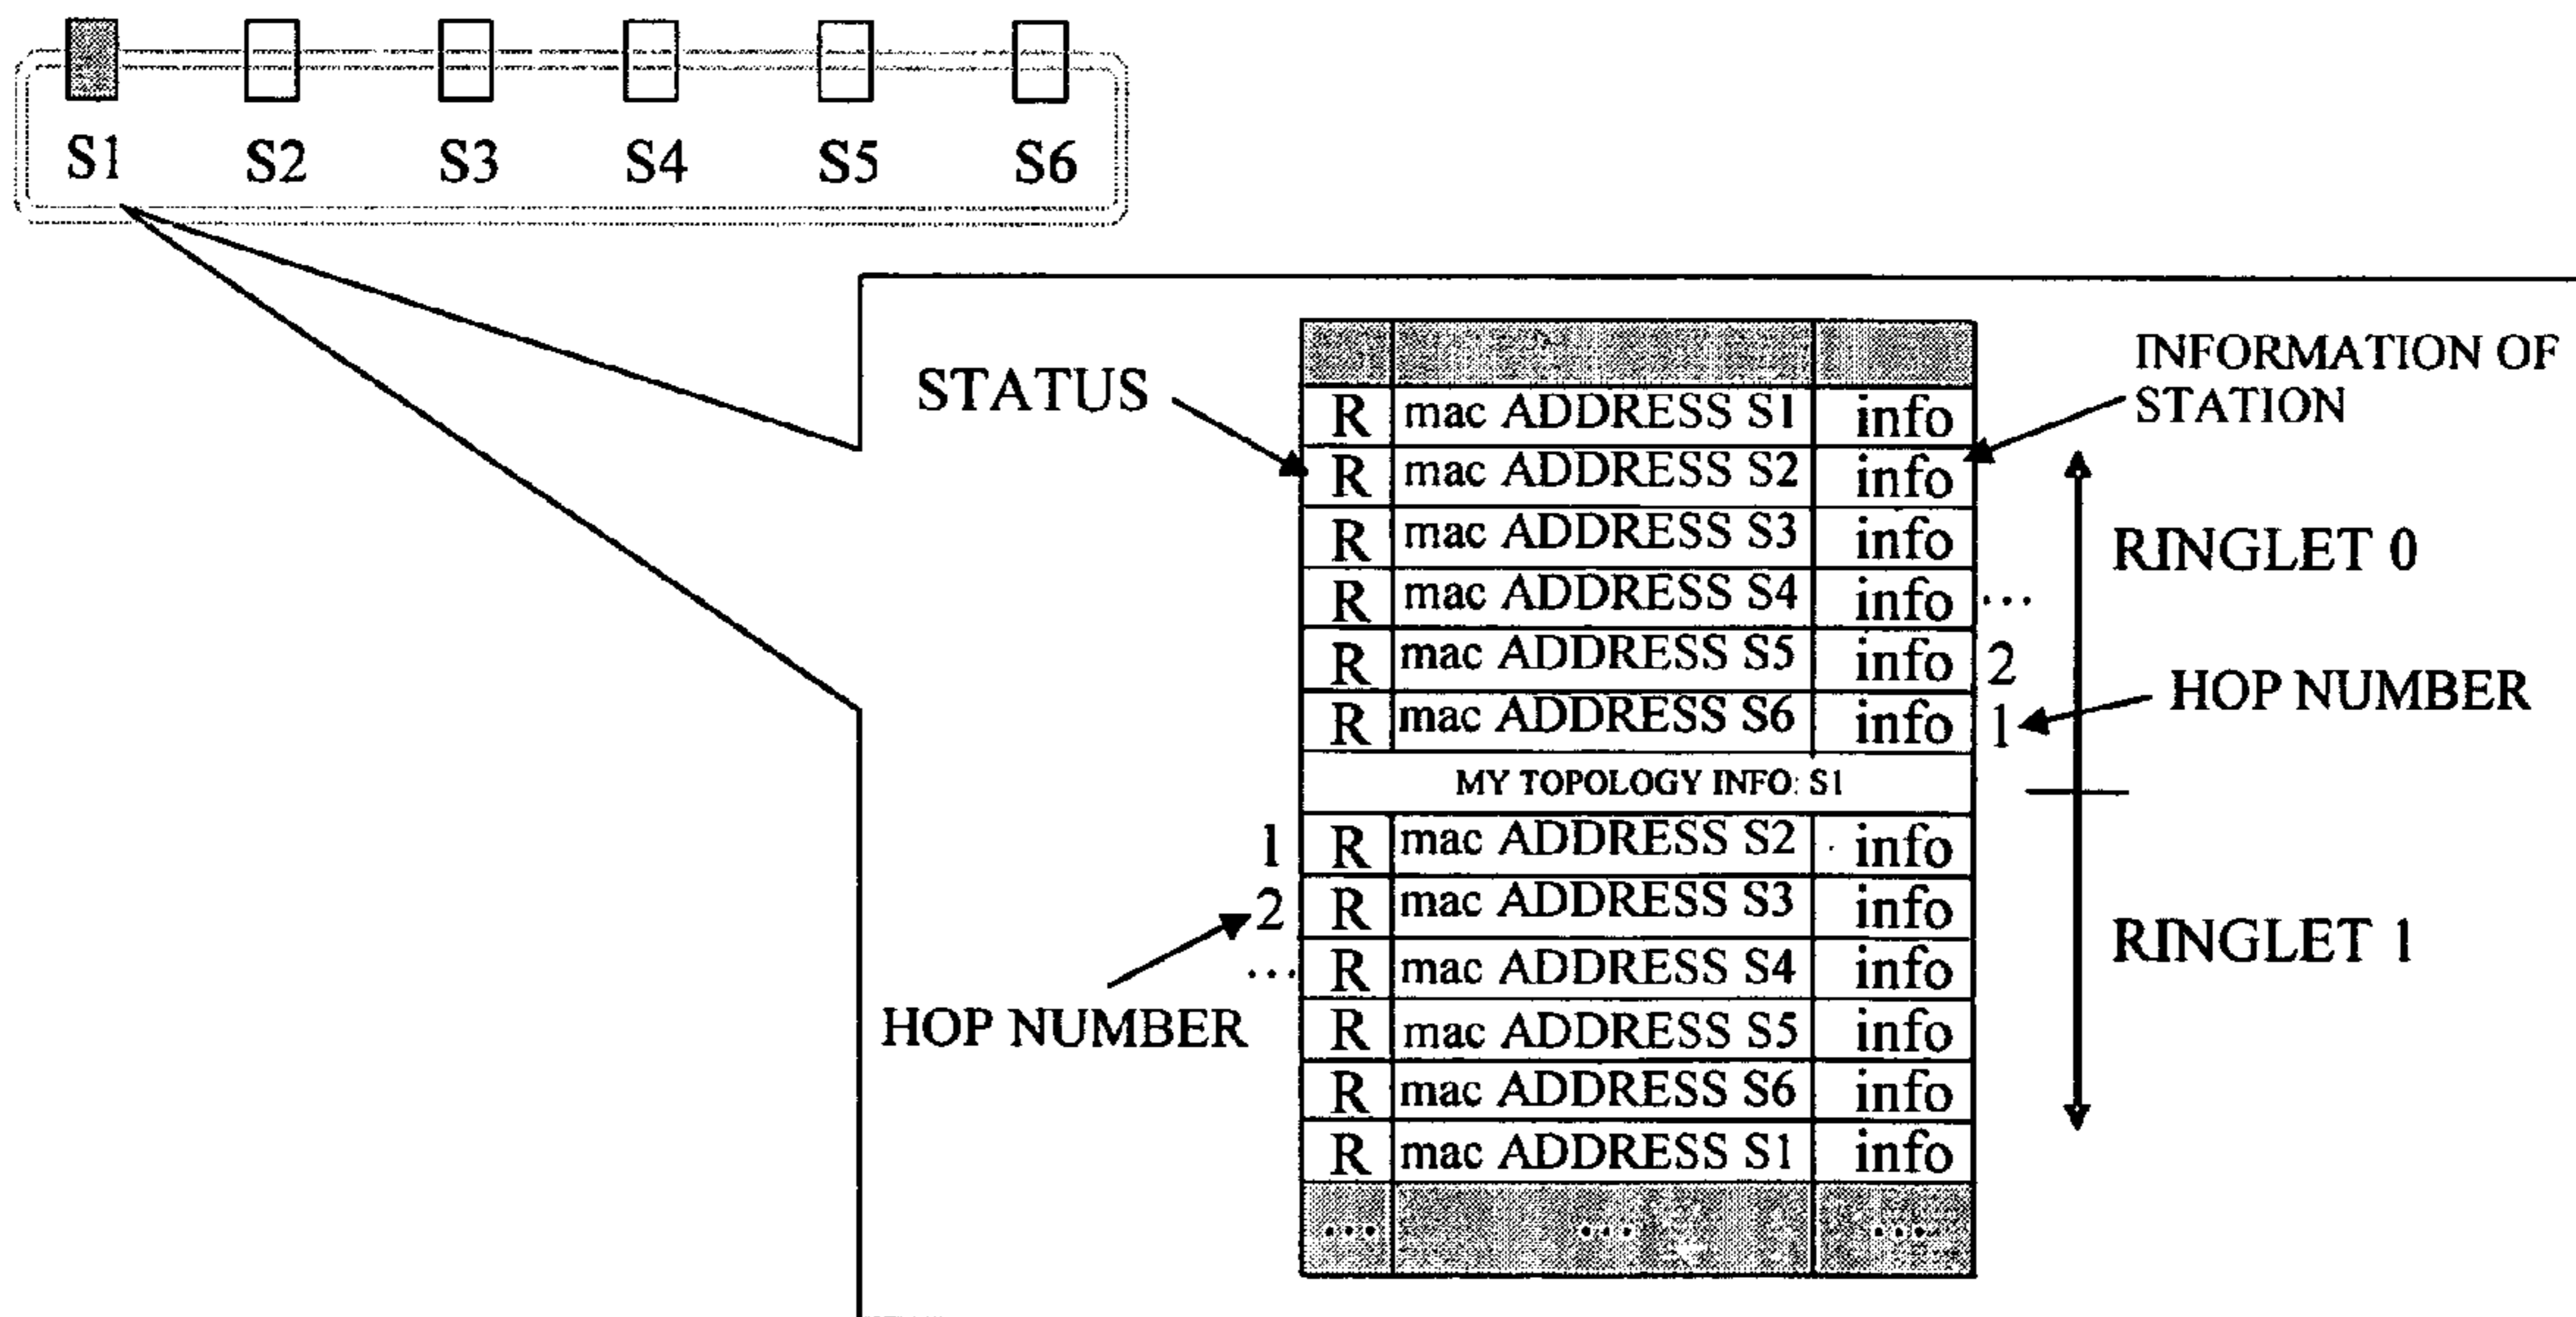 S1 S2 S3 S4 S5 S6
STATUS
INFORMATION OF
STATION
R mac ADDRESS S1 info
R mac ADDRESS S2 info
R mac ADDRESS S3 info
RINGLET 0
R mac ADDRESS S4 info ...
R mac ADDRESS S5 info 2
R mac ADDRESS S6 info 1
HOP NUMBER
MY TOPOLOGY INFO: S1
1 R mac ADDRESS S2 info
2 R mac ADDRESS S3 info
RINGLET 1
... R mac ADDRESS S4 info
HOP NUMBER
R mac ADDRESS S5 info
R mac ADDRESS S6 info
R mac ADDRESS S1 info
... ... ...